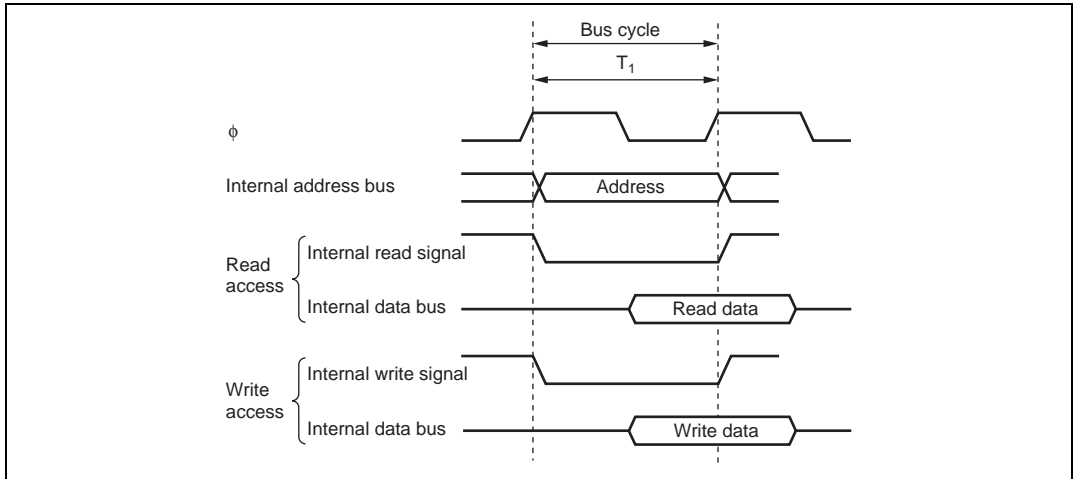 Bus cycle
T₁
ϕ
Internal address bus
Address
Read access
Internal read signal
Internal data bus
Read data
Write access
Internal write signal
Internal data bus
Write data